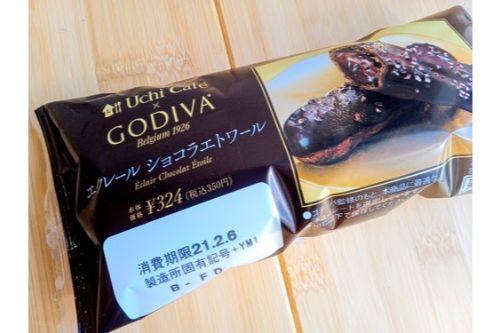 Uchi Café
×
GODIVA
Belgium 1926
エクレール ショコラエトワール
Éclair Chocolat Étoile
本体価格 ¥324 (税込350円)
消費期限21.2.6
製造所固有記号+YM1